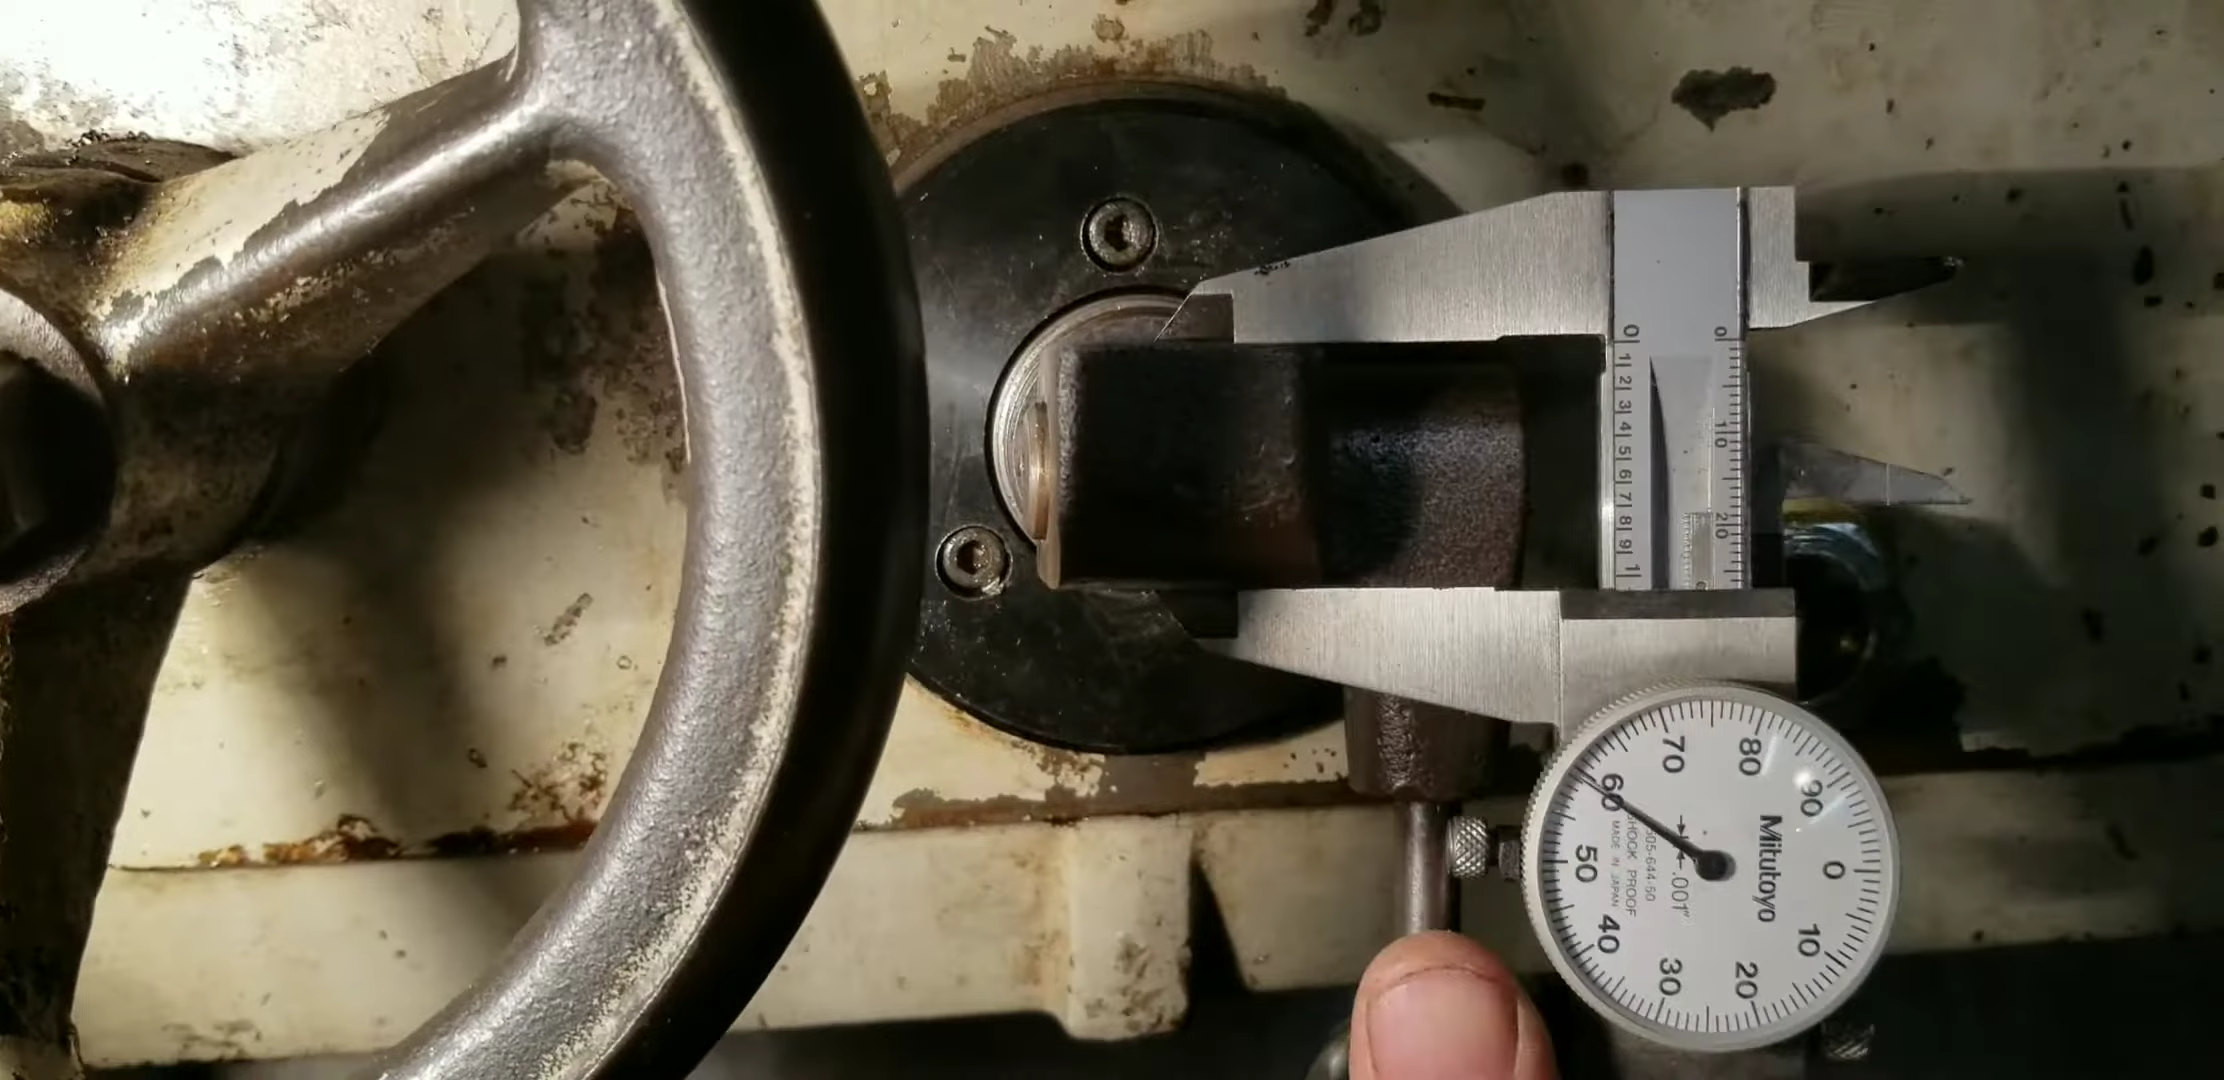 0 1 2 3 4 5 6 7 8 9 1
0 10 20
0 10 20 30 40 50 60 70 80 90
Mitutoyo
.001"
505-644-50
SHOCK PROOF
MADE IN JAPAN